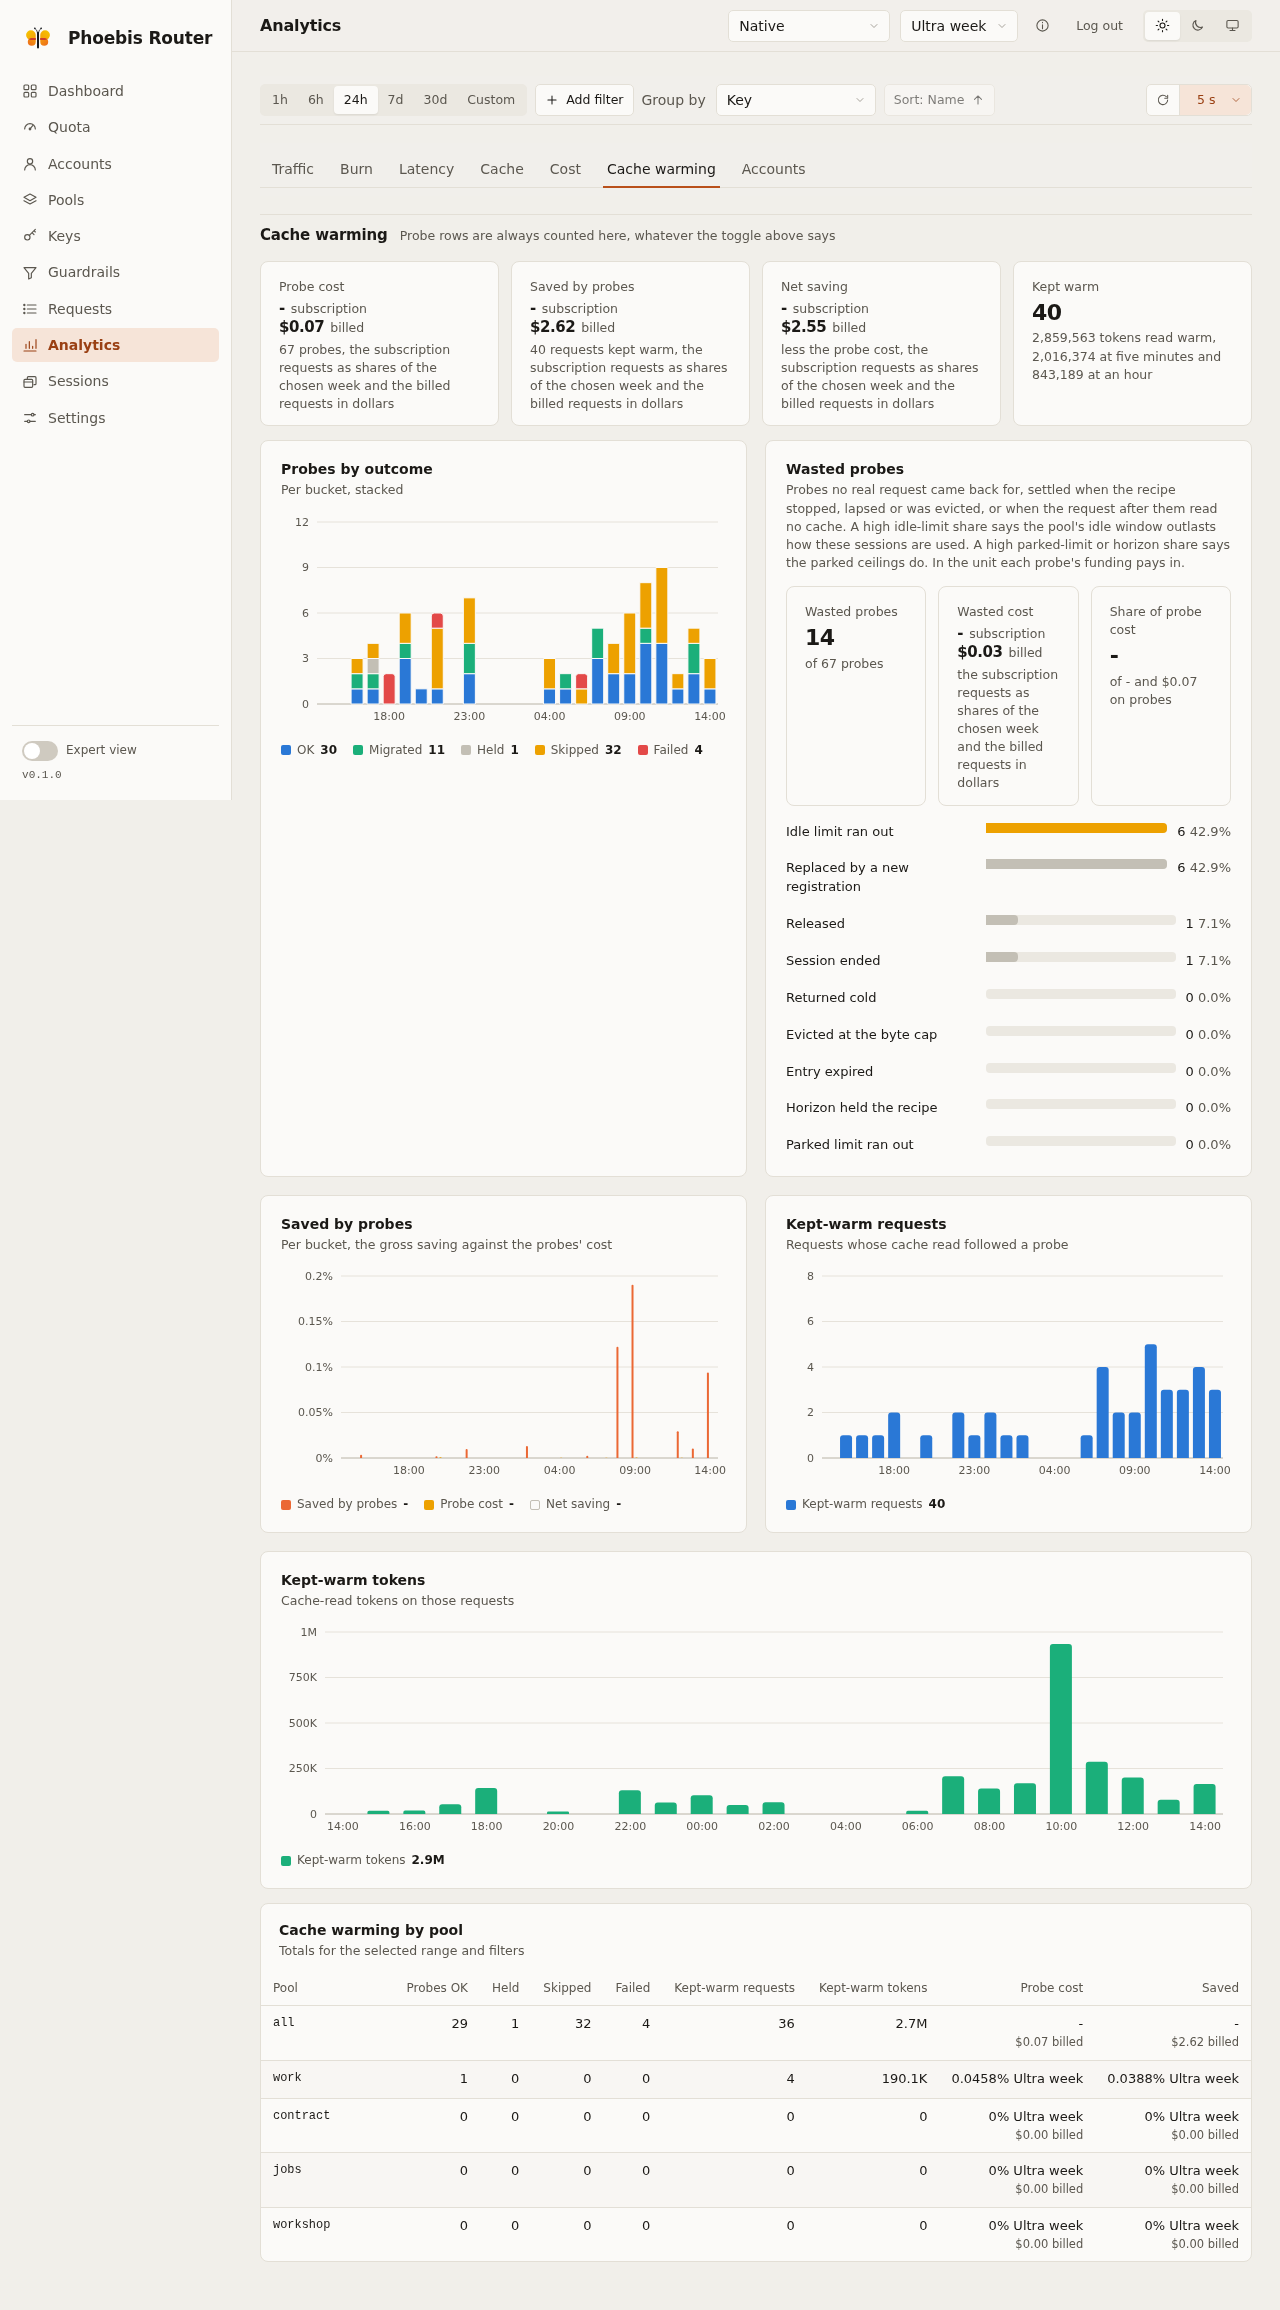 Phoebis Router
Dashboard
Quota
Accounts
Pools
Keys
Guardrails
Requests
Analytics
Sessions
Settings
Expert view
v0.1.0
Analytics
Native
Ultra week
Log out
1h 6h 24h 7d 30d Custom
Add filter
Group by
Key
Sort: Name
5 s
Traffic Burn Latency Cache Cost Cache warming Accounts
Cache warming Probe rows are always counted here, whatever the toggle above says
Probe cost
- subscription
$0.07 billed
67 probes, the subscription
requests as shares of the
chosen week and the billed
requests in dollars
Saved by probes
- subscription
$2.62 billed
40 requests kept warm, the
subscription requests as shares
of the chosen week and the
billed requests in dollars
Net saving
- subscription
$2.55 billed
less the probe cost, the
subscription requests as shares
of the chosen week and the
billed requests in dollars
Kept warm
40
2,859,563 tokens read warm,
2,016,374 at five minutes and
843,189 at an hour
Probes by outcome
Per bucket, stacked
12
9
6
3
0
18:00 23:00 04:00 09:00 14:00
OK 30 Migrated 11 Held 1 Skipped 32 Failed 4
Wasted probes
Probes no real request came back for, settled when the recipe
stopped, lapsed or was evicted, or when the request after them read
no cache. A high idle-limit share says the pool's idle window outlasts
how these sessions are used. A high parked-limit or horizon share says
the parked ceilings do. In the unit each probe's funding pays in.
Wasted probes
14
of 67 probes
Wasted cost
- subscription
$0.03 billed
the subscription
requests as
shares of the
chosen week
and the billed
requests in
dollars
Share of probe
cost
-
of - and $0.07
on probes
Idle limit ran out 6 42.9%
Replaced by a new
registration
6 42.9%
Released 1 7.1%
Session ended 1 7.1%
Returned cold 0 0.0%
Evicted at the byte cap 0 0.0%
Entry expired 0 0.0%
Horizon held the recipe 0 0.0%
Parked limit ran out 0 0.0%
Saved by probes
Per bucket, the gross saving against the probes' cost
0.2%
0.15%
0.1%
0.05%
0%
18:00 23:00 04:00 09:00 14:00
Saved by probes - Probe cost - Net saving -
Kept-warm requests
Requests whose cache read followed a probe
8
6
4
2
0
18:00 23:00 04:00 09:00 14:00
Kept-warm requests 40
Kept-warm tokens
Cache-read tokens on those requests
1M
750K
500K
250K
0
14:00 16:00 18:00 20:00 22:00 00:00 02:00 04:00 06:00 08:00 10:00 12:00 14:00
Kept-warm tokens 2.9M
Cache warming by pool
Totals for the selected range and filters
Pool Probes OK Held Skipped Failed Kept-warm requests Kept-warm tokens Probe cost Saved
all 29 1 32 4 36 2.7M - -
$0.07 billed $2.62 billed
work 1 0 0 0 4 190.1K 0.0458% Ultra week 0.0388% Ultra week
contract 0 0 0 0 0 0 0% Ultra week 0% Ultra week
$0.00 billed $0.00 billed
jobs 0 0 0 0 0 0 0% Ultra week 0% Ultra week
$0.00 billed $0.00 billed
workshop 0 0 0 0 0 0 0% Ultra week 0% Ultra week
$0.00 billed $0.00 billed